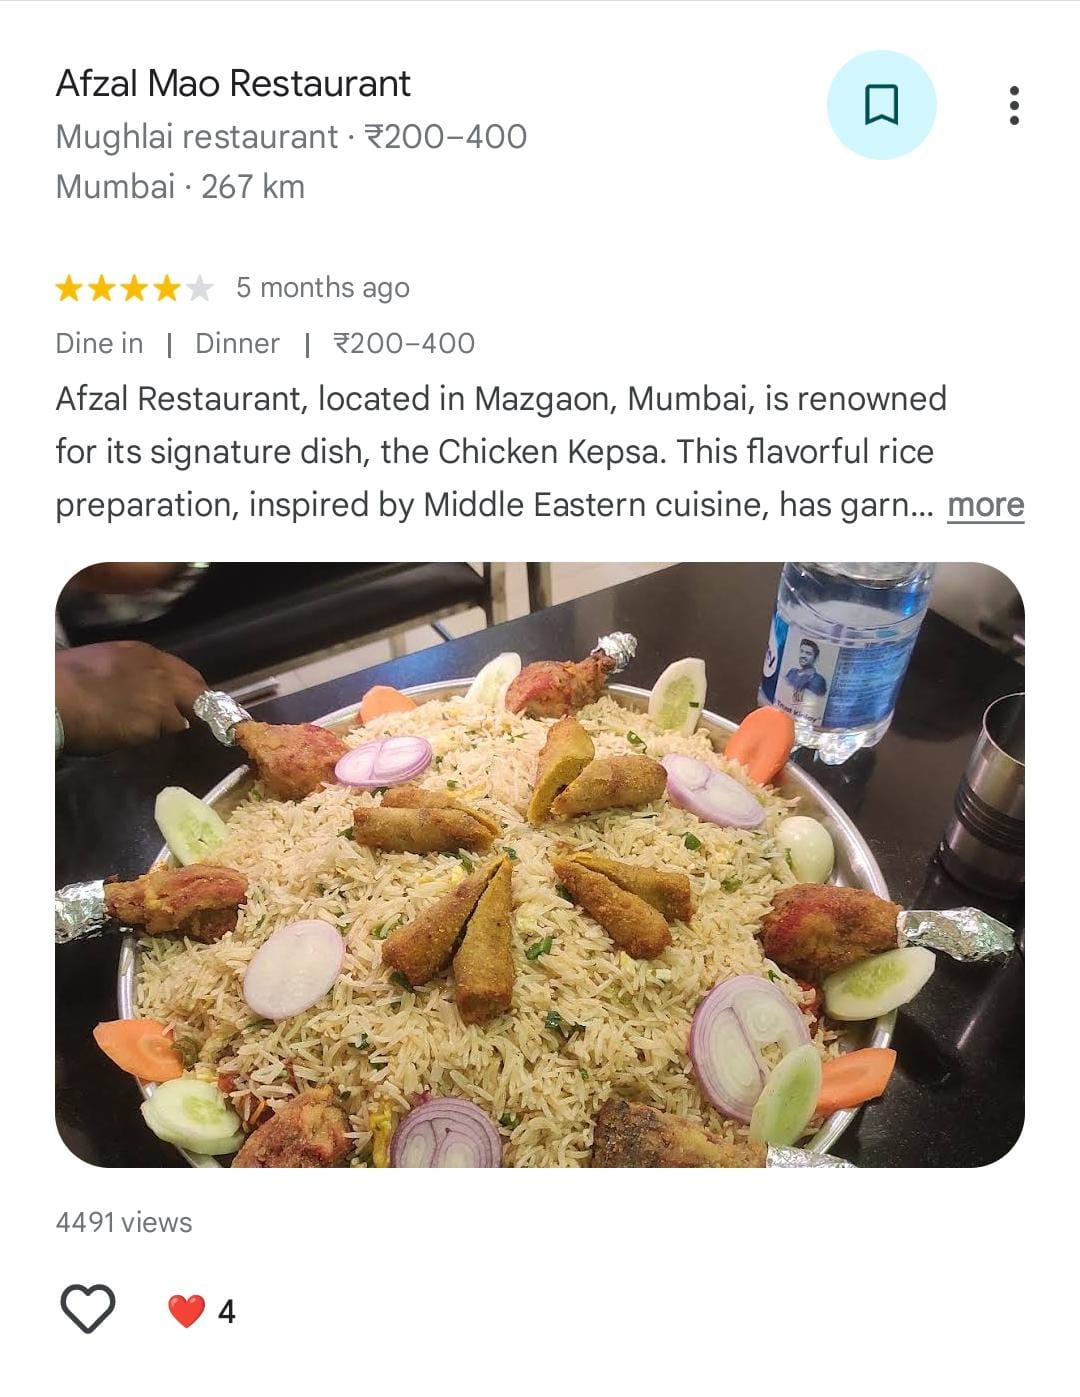 Afzal Mao Restaurant
Mughlai restaurant · ₹200–400
Mumbai · 267 km
5 months ago
Dine in | Dinner | ₹200–400
Afzal Restaurant, located in Mazgaon, Mumbai, is renowned
for its signature dish, the Chicken Kepsa. This flavorful rice
preparation, inspired by Middle Eastern cuisine, has garn... more
4491 views
4